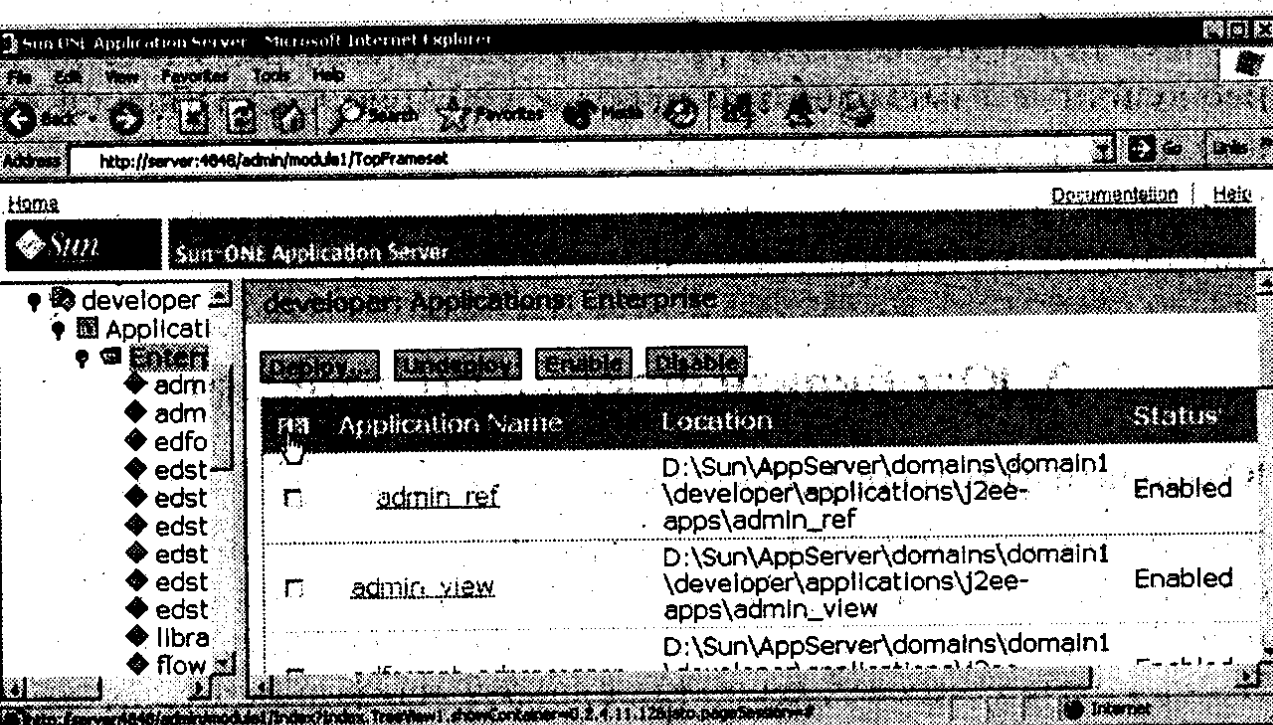 Sun ONE Application Server - Microsoft Internet Explorer
File Edit View Favorites Tools Help
Back Search Favorites Media
Address http://server:4848/admin/module1/TopFrameset Go Links
Home Documentation | Help
Sun Sun ONE Application Server
developer
developer: Applications: Enterprise
Applicati
Enterr
Deploy... Undeploy Enable Disable
adm
adm
edfo
edst
edst
edst
edst
edst
edst
libra
flow
Application Name Location Status
admin_ref D:\Sun\AppServer\domains\domain1
\developer\applications\j2ee-
apps\admin_ref Enabled
admin_view D:\Sun\AppServer\domains\domain1
\developer\applications\j2ee-
apps\admin_view Enabled
D:\Sun\AppServer\domains\domain1
Internet